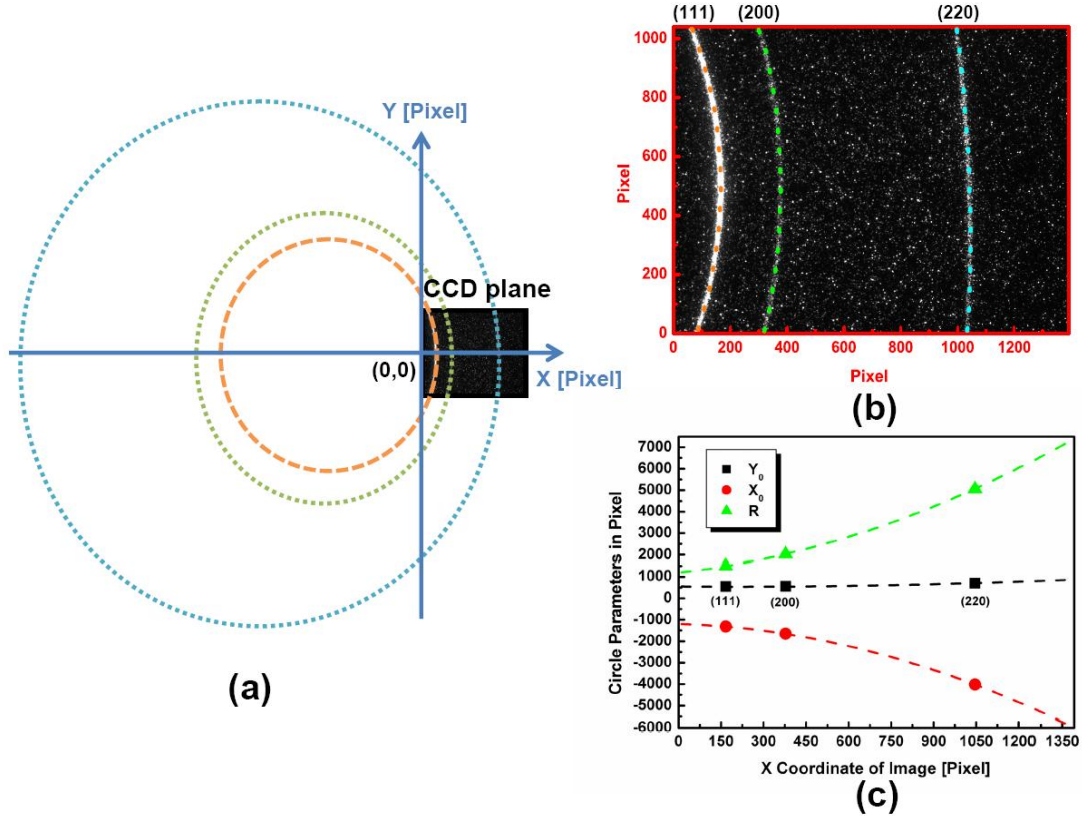 Y [Pixel]
CCD plane
(0,0)
X [Pixel]
(a)
(111) (200) (220)
1000
800
600
400
200
0
Pixel
0 200 400 600 800 1000 1200
Pixel
(b)
7000
6000
5000
4000
3000
2000
1000
0
-1000
-2000
-3000
-4000
-5000
-6000
Circle Parameters in Pixel
Y0
X0
R
(111) (200) (220)
0 150 300 450 600 750 900 1050 1200 1350
X Coordinate of Image [Pixel]
(c)